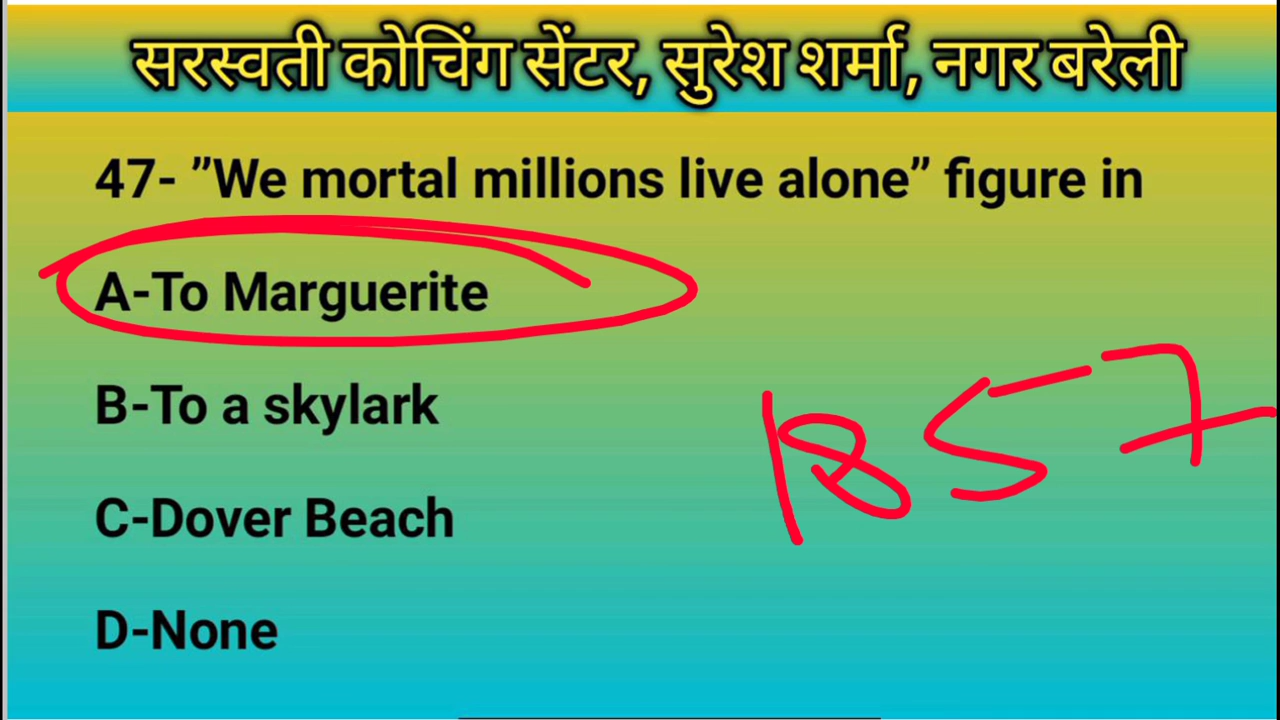 सरस्वती कोचिंग सेंटर, सुरेश शर्मा, नगर बरेली
47- ”We mortal millions live alone” figure in
A-To Marguerite
B-To a skylark
1857
C-Dover Beach
D-None